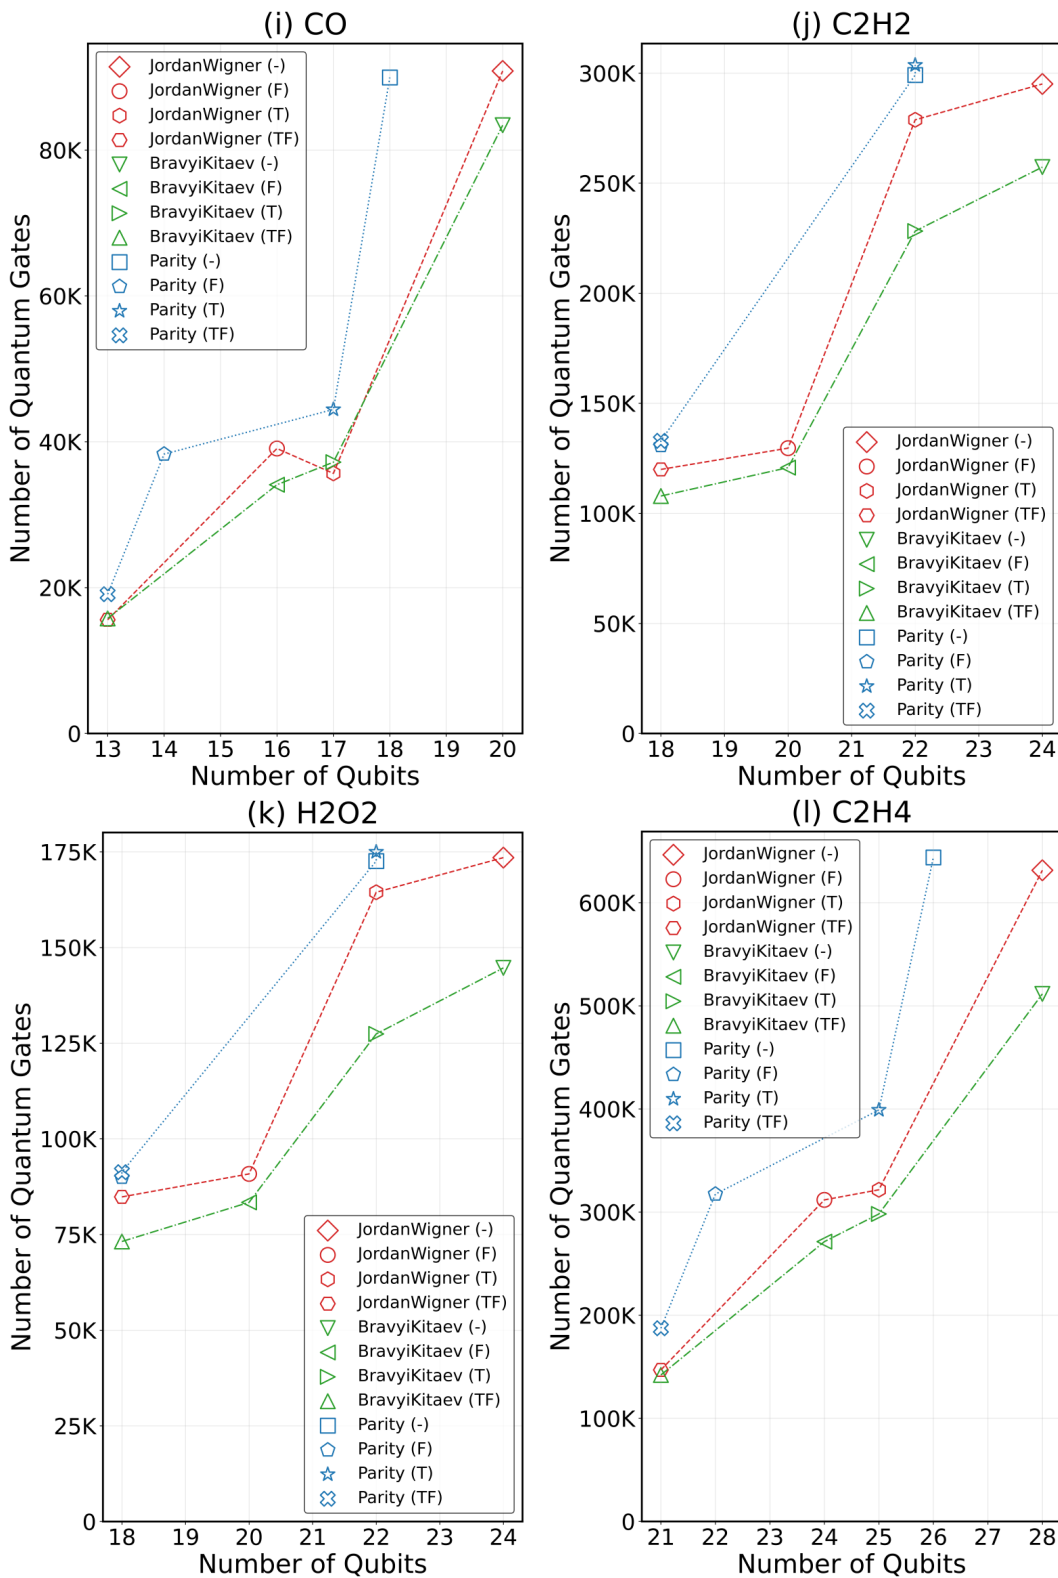 (i) CO
JordanWigner (-)
JordanWigner (F)
JordanWigner (T)
JordanWigner (TF)
BravyiKitaev (-)
BravyiKitaev (F)
BravyiKitaev (T)
BravyiKitaev (TF)
Parity (-)
Parity (F)
Parity (T)
Parity (TF)
80K
60K
40K
20K
0
13 14 15 16 17 18 19 20
Number of Quantum Gates
Number of Qubits
(j) C2H2
300K
250K
200K
150K
100K
50K
0
JordanWigner (-)
JordanWigner (F)
JordanWigner (T)
JordanWigner (TF)
BravyiKitaev (-)
BravyiKitaev (F)
BravyiKitaev (T)
BravyiKitaev (TF)
Parity (-)
Parity (F)
Parity (T)
Parity (TF)
18 19 20 21 22 23 24
Number of Quantum Gates
Number of Qubits
(k) H2O2
175K
150K
125K
100K
75K
50K
25K
0
JordanWigner (-)
JordanWigner (F)
JordanWigner (T)
JordanWigner (TF)
BravyiKitaev (-)
BravyiKitaev (F)
BravyiKitaev (T)
BravyiKitaev (TF)
Parity (-)
Parity (F)
Parity (T)
Parity (TF)
18 19 20 21 22 23 24
Number of Quantum Gates
Number of Qubits
(l) C2H4
JordanWigner (-)
JordanWigner (F)
JordanWigner (T)
JordanWigner (TF)
BravyiKitaev (-)
BravyiKitaev (F)
BravyiKitaev (T)
BravyiKitaev (TF)
Parity (-)
Parity (F)
Parity (T)
Parity (TF)
600K
500K
400K
300K
200K
100K
0
21 22 23 24 25 26 27 28
Number of Quantum Gates
Number of Qubits